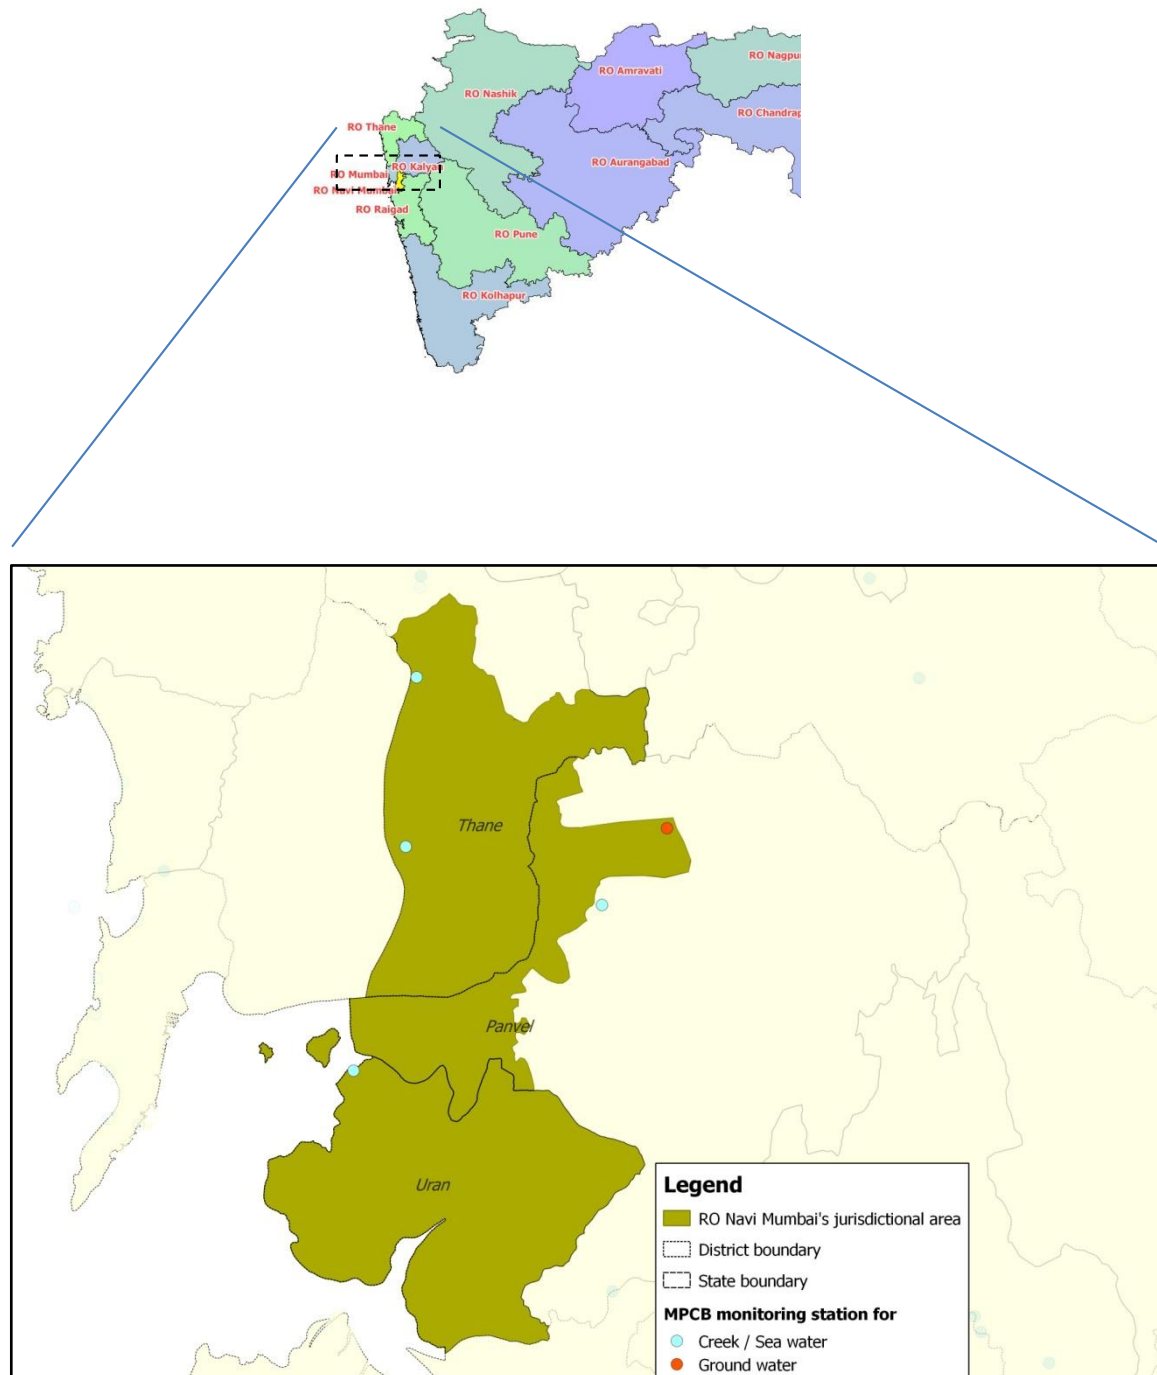 RO Nagpu
RO Amravati
RO Nashik
RO Chandrap
RO Thane
RO Aurangabad
RO Kalyan
RO Mumbai
RO Navi Mumbai
RO Raigad
RO Pune
RO Kolhapur
Thane
Panvel
Uran
Legend
RO Navi Mumbai's jurisdictional area
District boundary
State boundary
MPCB monitoring station for
Creek / Sea water
Ground water